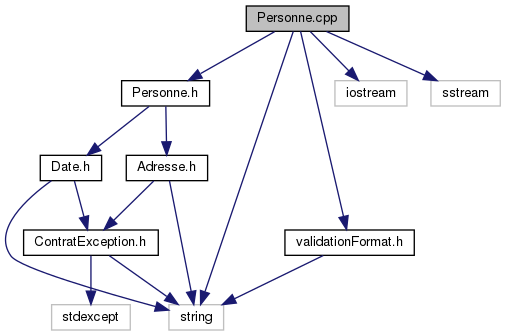 Personne.cpp
Personne.h
iostream
sstream
Date.h
Adresse.h
ContratException.h
validationFormat.h
stdexcept
string